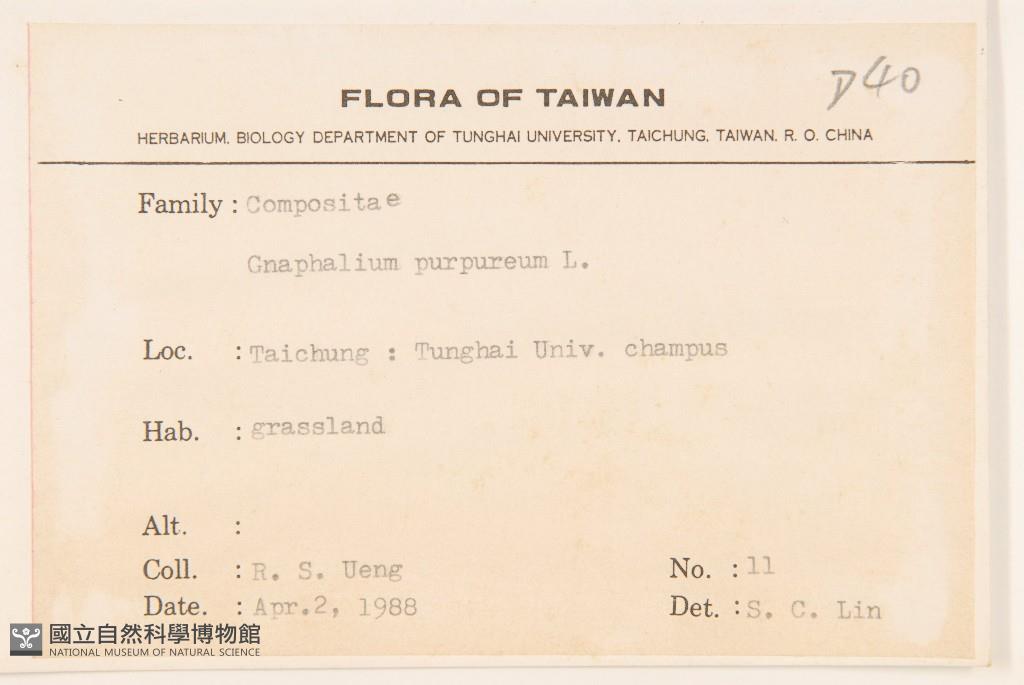 D40
FLORA OF TAIWAN
HERBARIUM. BIOLOGY DEPARTMENT OF TUNGHAI UNIVERSITY, TAICHUNG, TAIWAN. R. O. CHINA
Family : Compositae
Gnaphalium purpureum L.
Loc. : Taichung : Tunghai Univ. champus
Hab. : grassland
Alt. :
Coll. : R. S. Ueng No. : 11
Date. : Apr.2, 1988 Det. : S. C. Lin
國立自然科學博物館
NATIONAL MUSEUM OF NATURAL SCIENCE